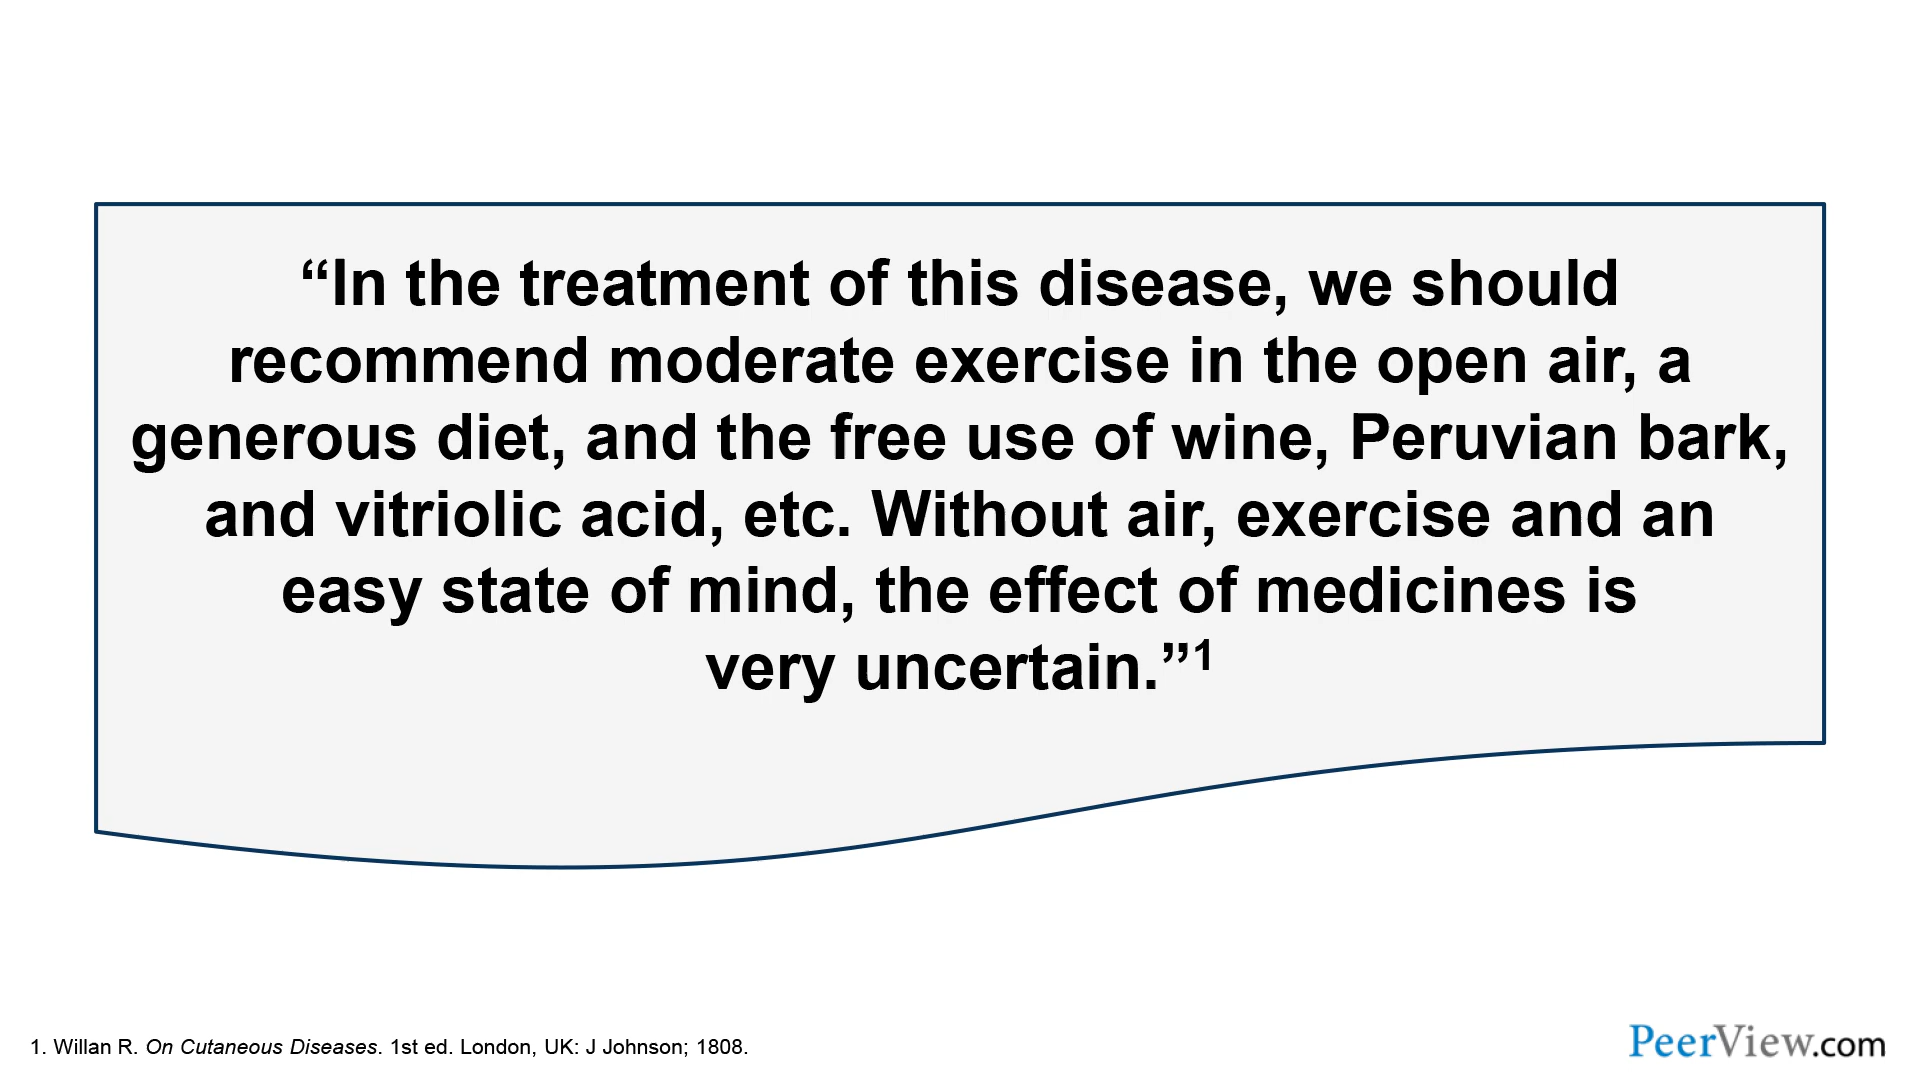 “In the treatment of this disease, we should
recommend moderate exercise in the open air, a
generous diet, and the free use of wine, Peruvian bark,
and vitriolic acid, etc. Without air, exercise and an
easy state of mind, the effect of medicines is
very uncertain.”¹
1. Willan R. On Cutaneous Diseases. 1st ed. London, UK: J Johnson; 1808.
PeerView.com